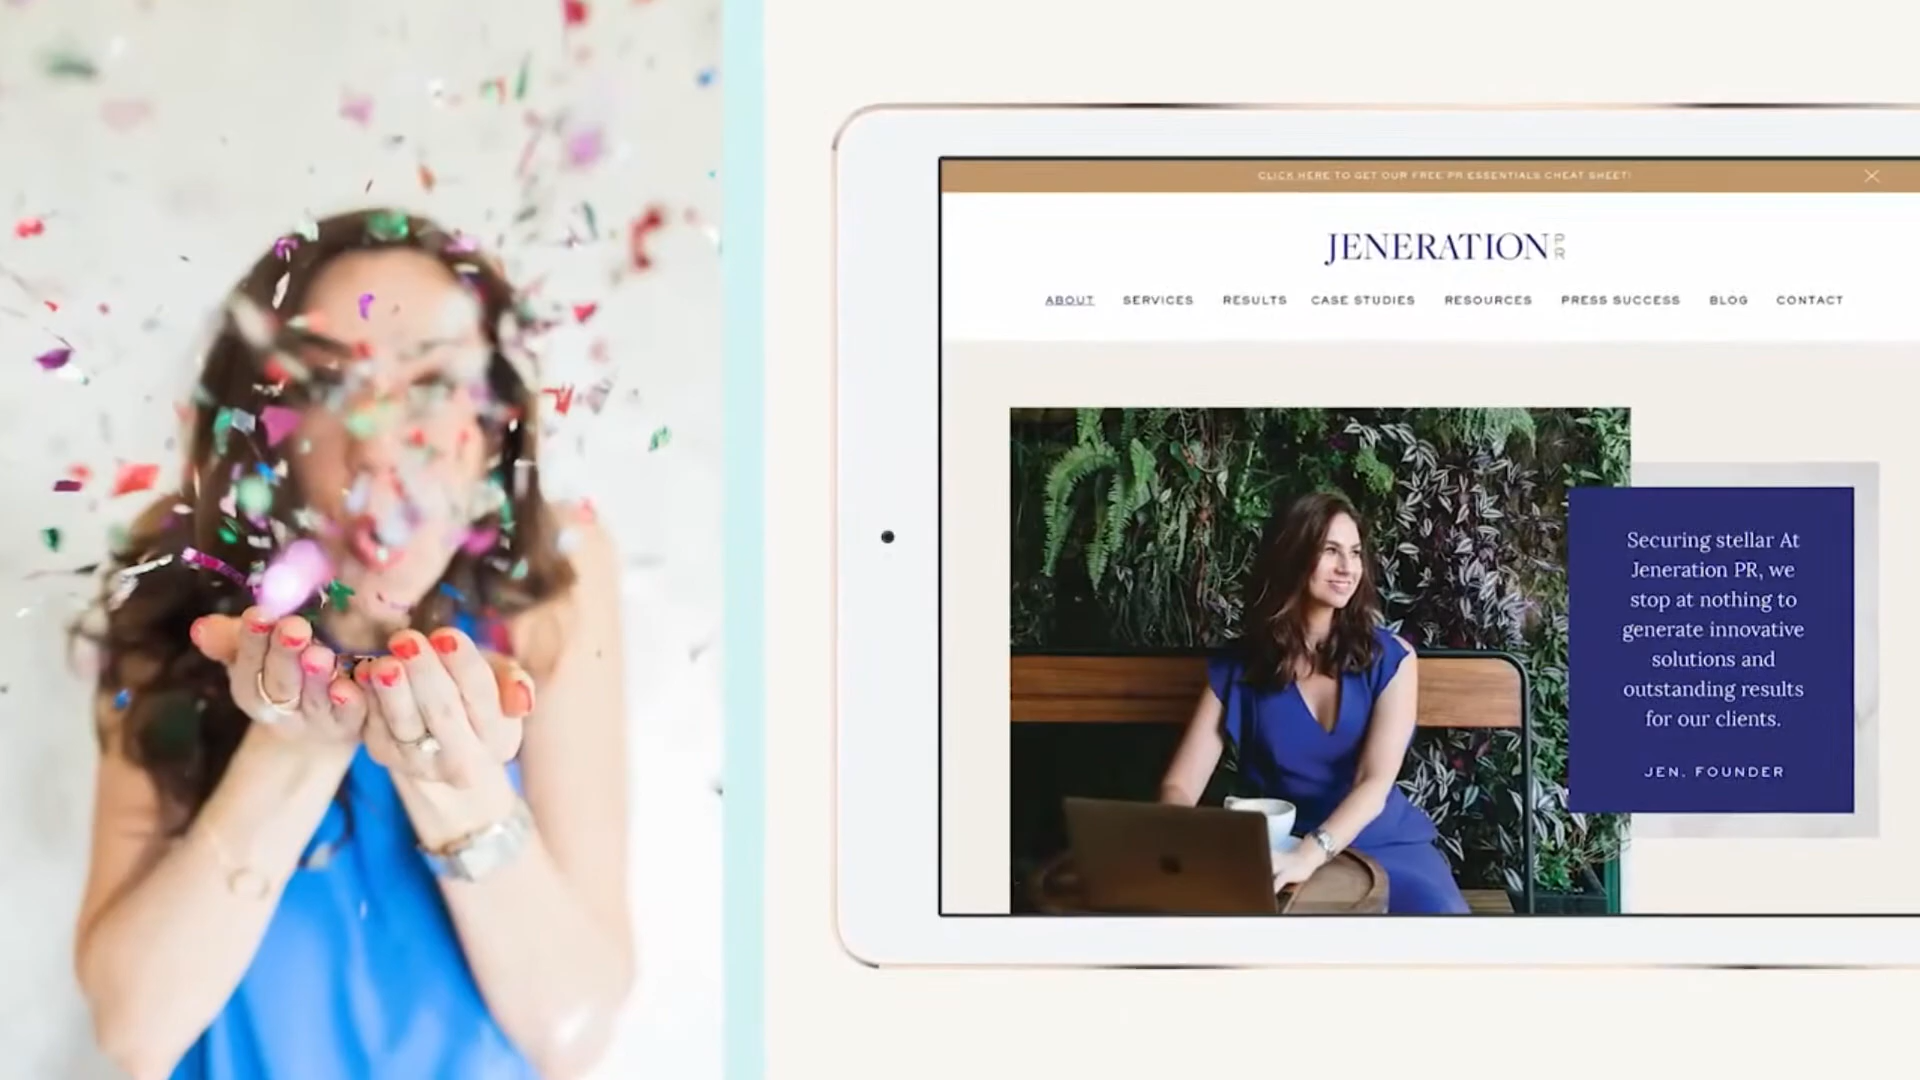 CLICK HERE TO GET OUR FREE PR ESSENTIALS CHEAT SHEET!
JENERATION PR
ABOUT SERVICES RESULTS CASE STUDIES RESOURCES PRESS SUCCESS BLOG CONTACT
Securing stellar At
Jeneration PR, we
stop at nothing to
generate innovative
solutions and
outstanding results
for our clients.
JEN, FOUNDER